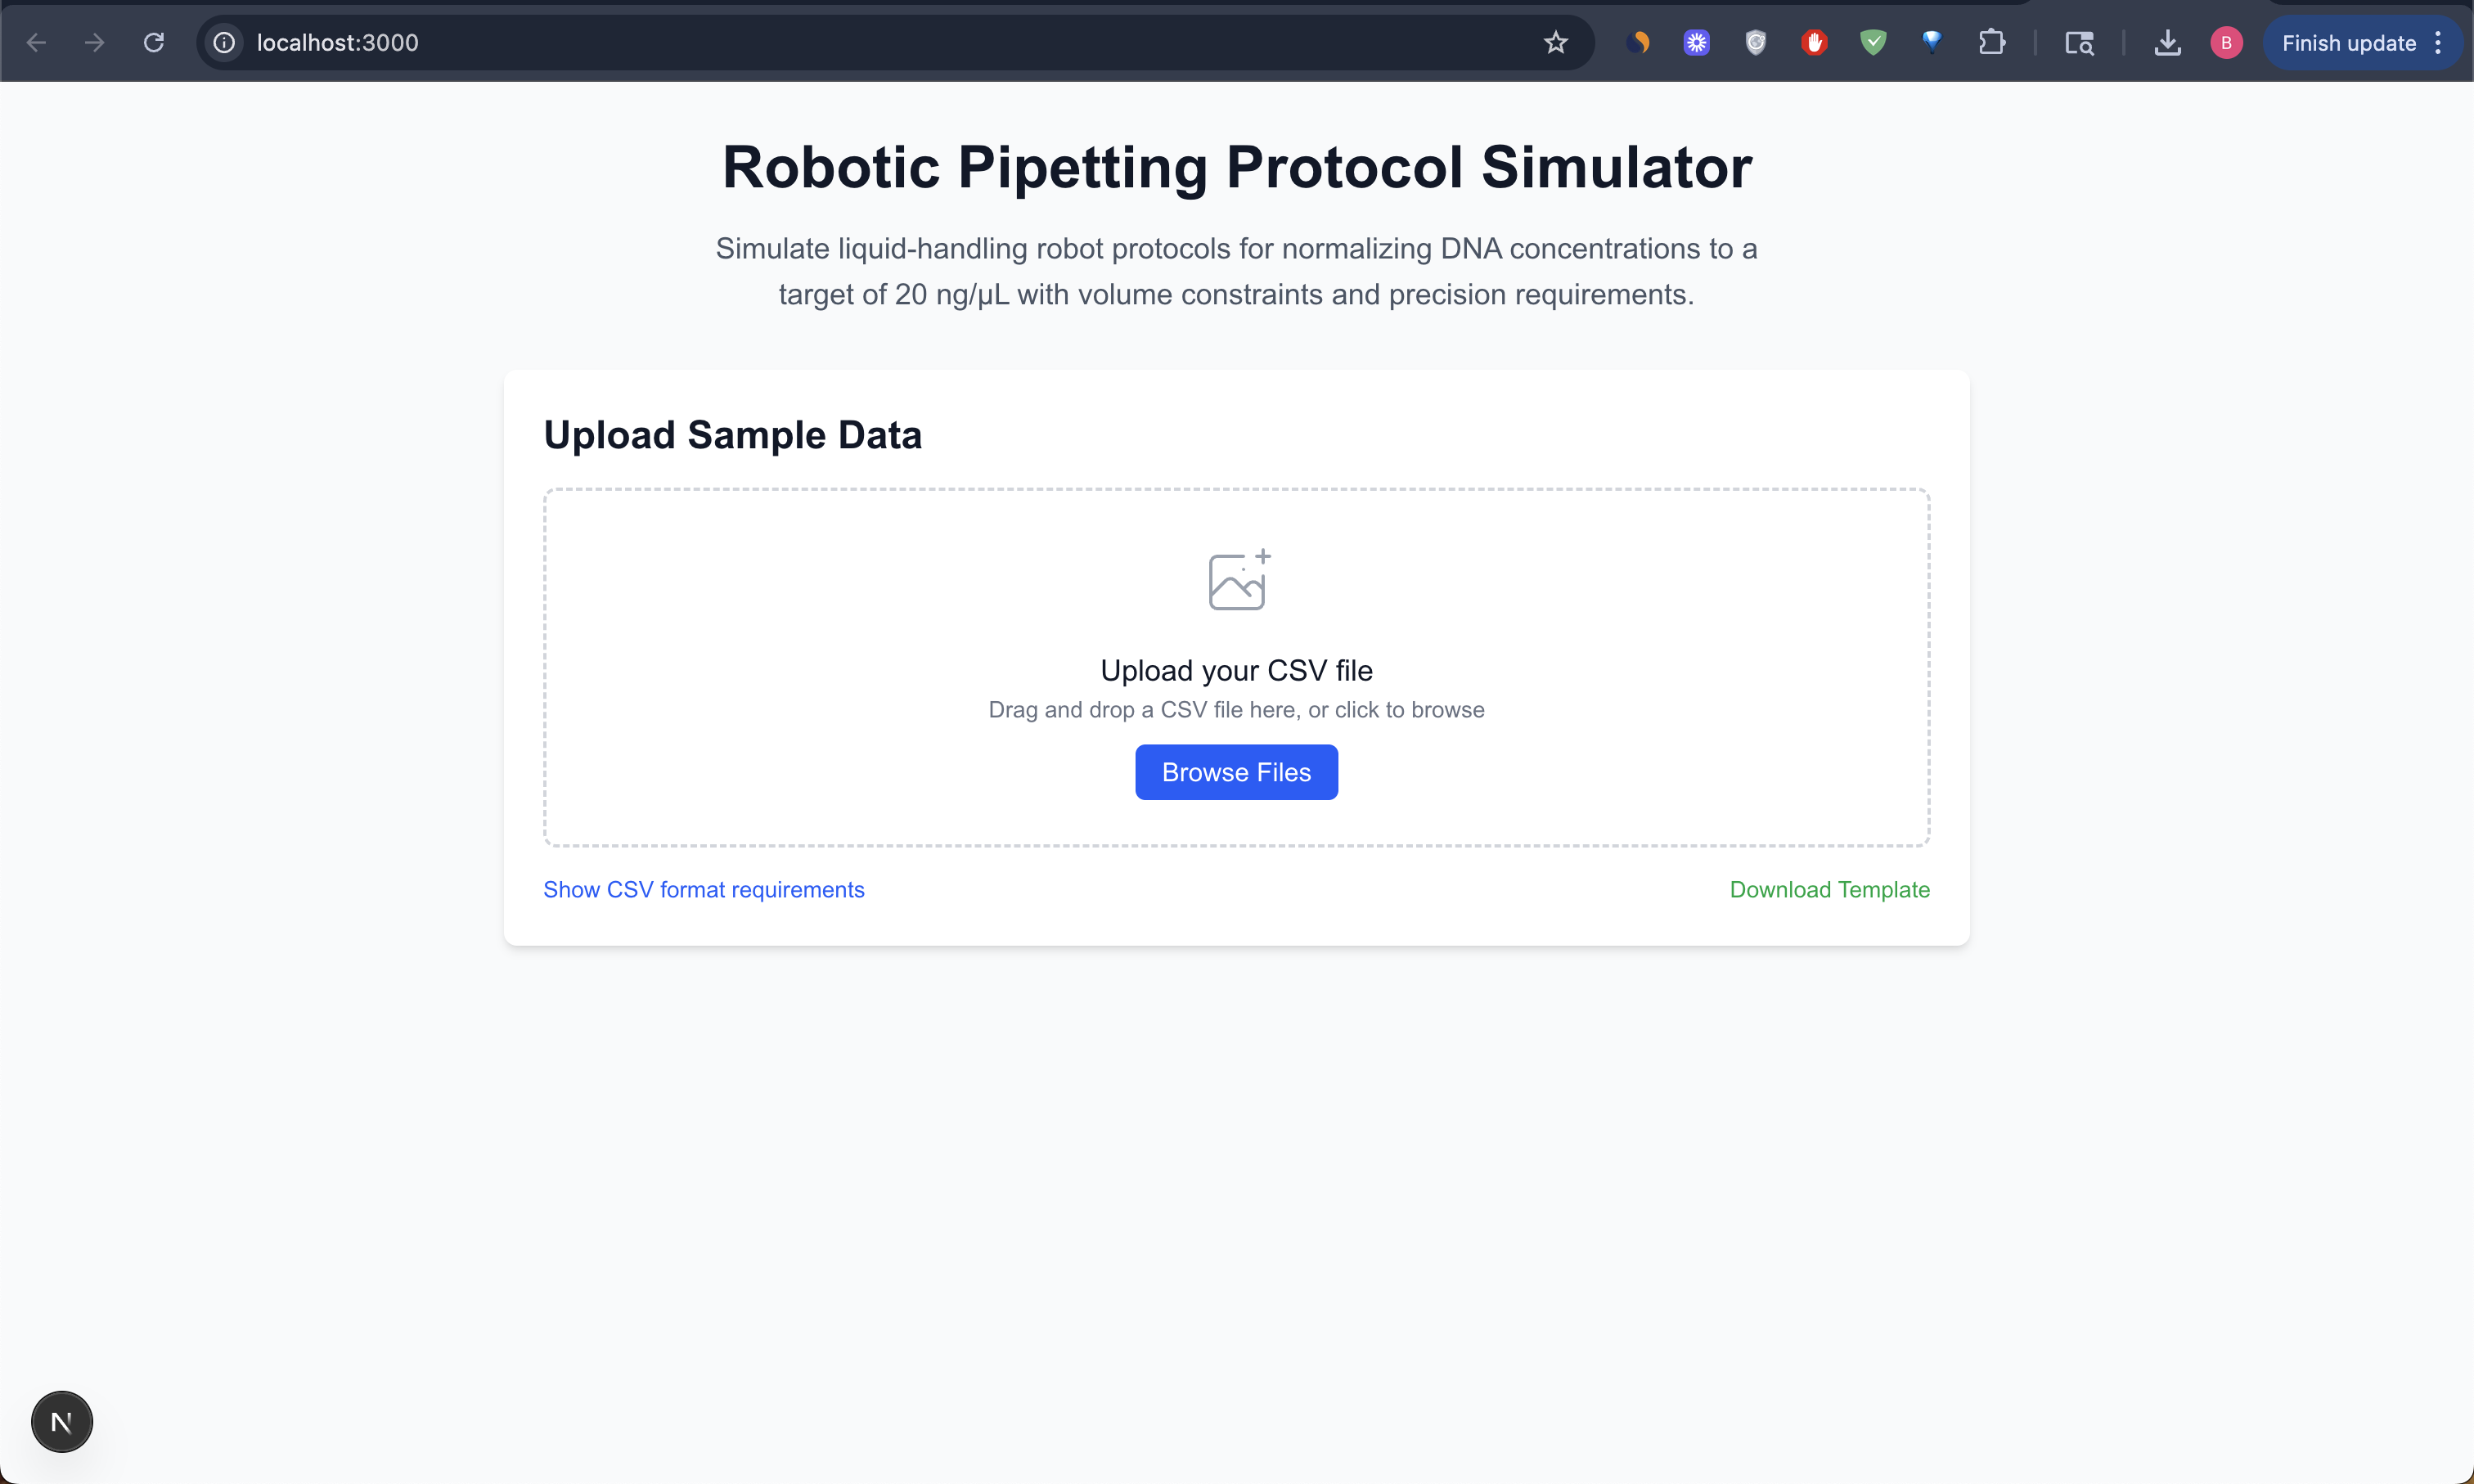 localhost:3000
B
Finish update
Robotic Pipetting Protocol Simulator
Simulate liquid-handling robot protocols for normalizing DNA concentrations to a
target of 20 ng/μL with volume constraints and precision requirements.
Upload Sample Data
Upload your CSV file
Drag and drop a CSV file here, or click to browse
Browse Files
Show CSV format requirements
Download Template
N